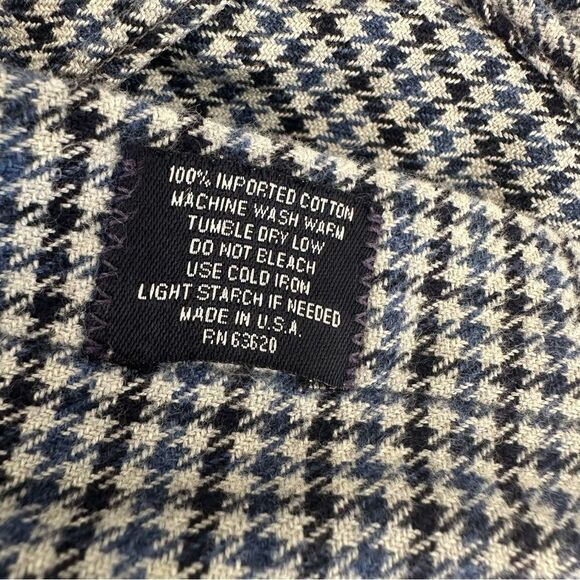 100% IMPORTED COTTON
MACHINE WASH WARM
TUMBLE DRY LOW
DO NOT BLEACH
USE COLD IRON
LIGHT STARCH IF NEEDED
MADE IN U.S.A.
RN 63620